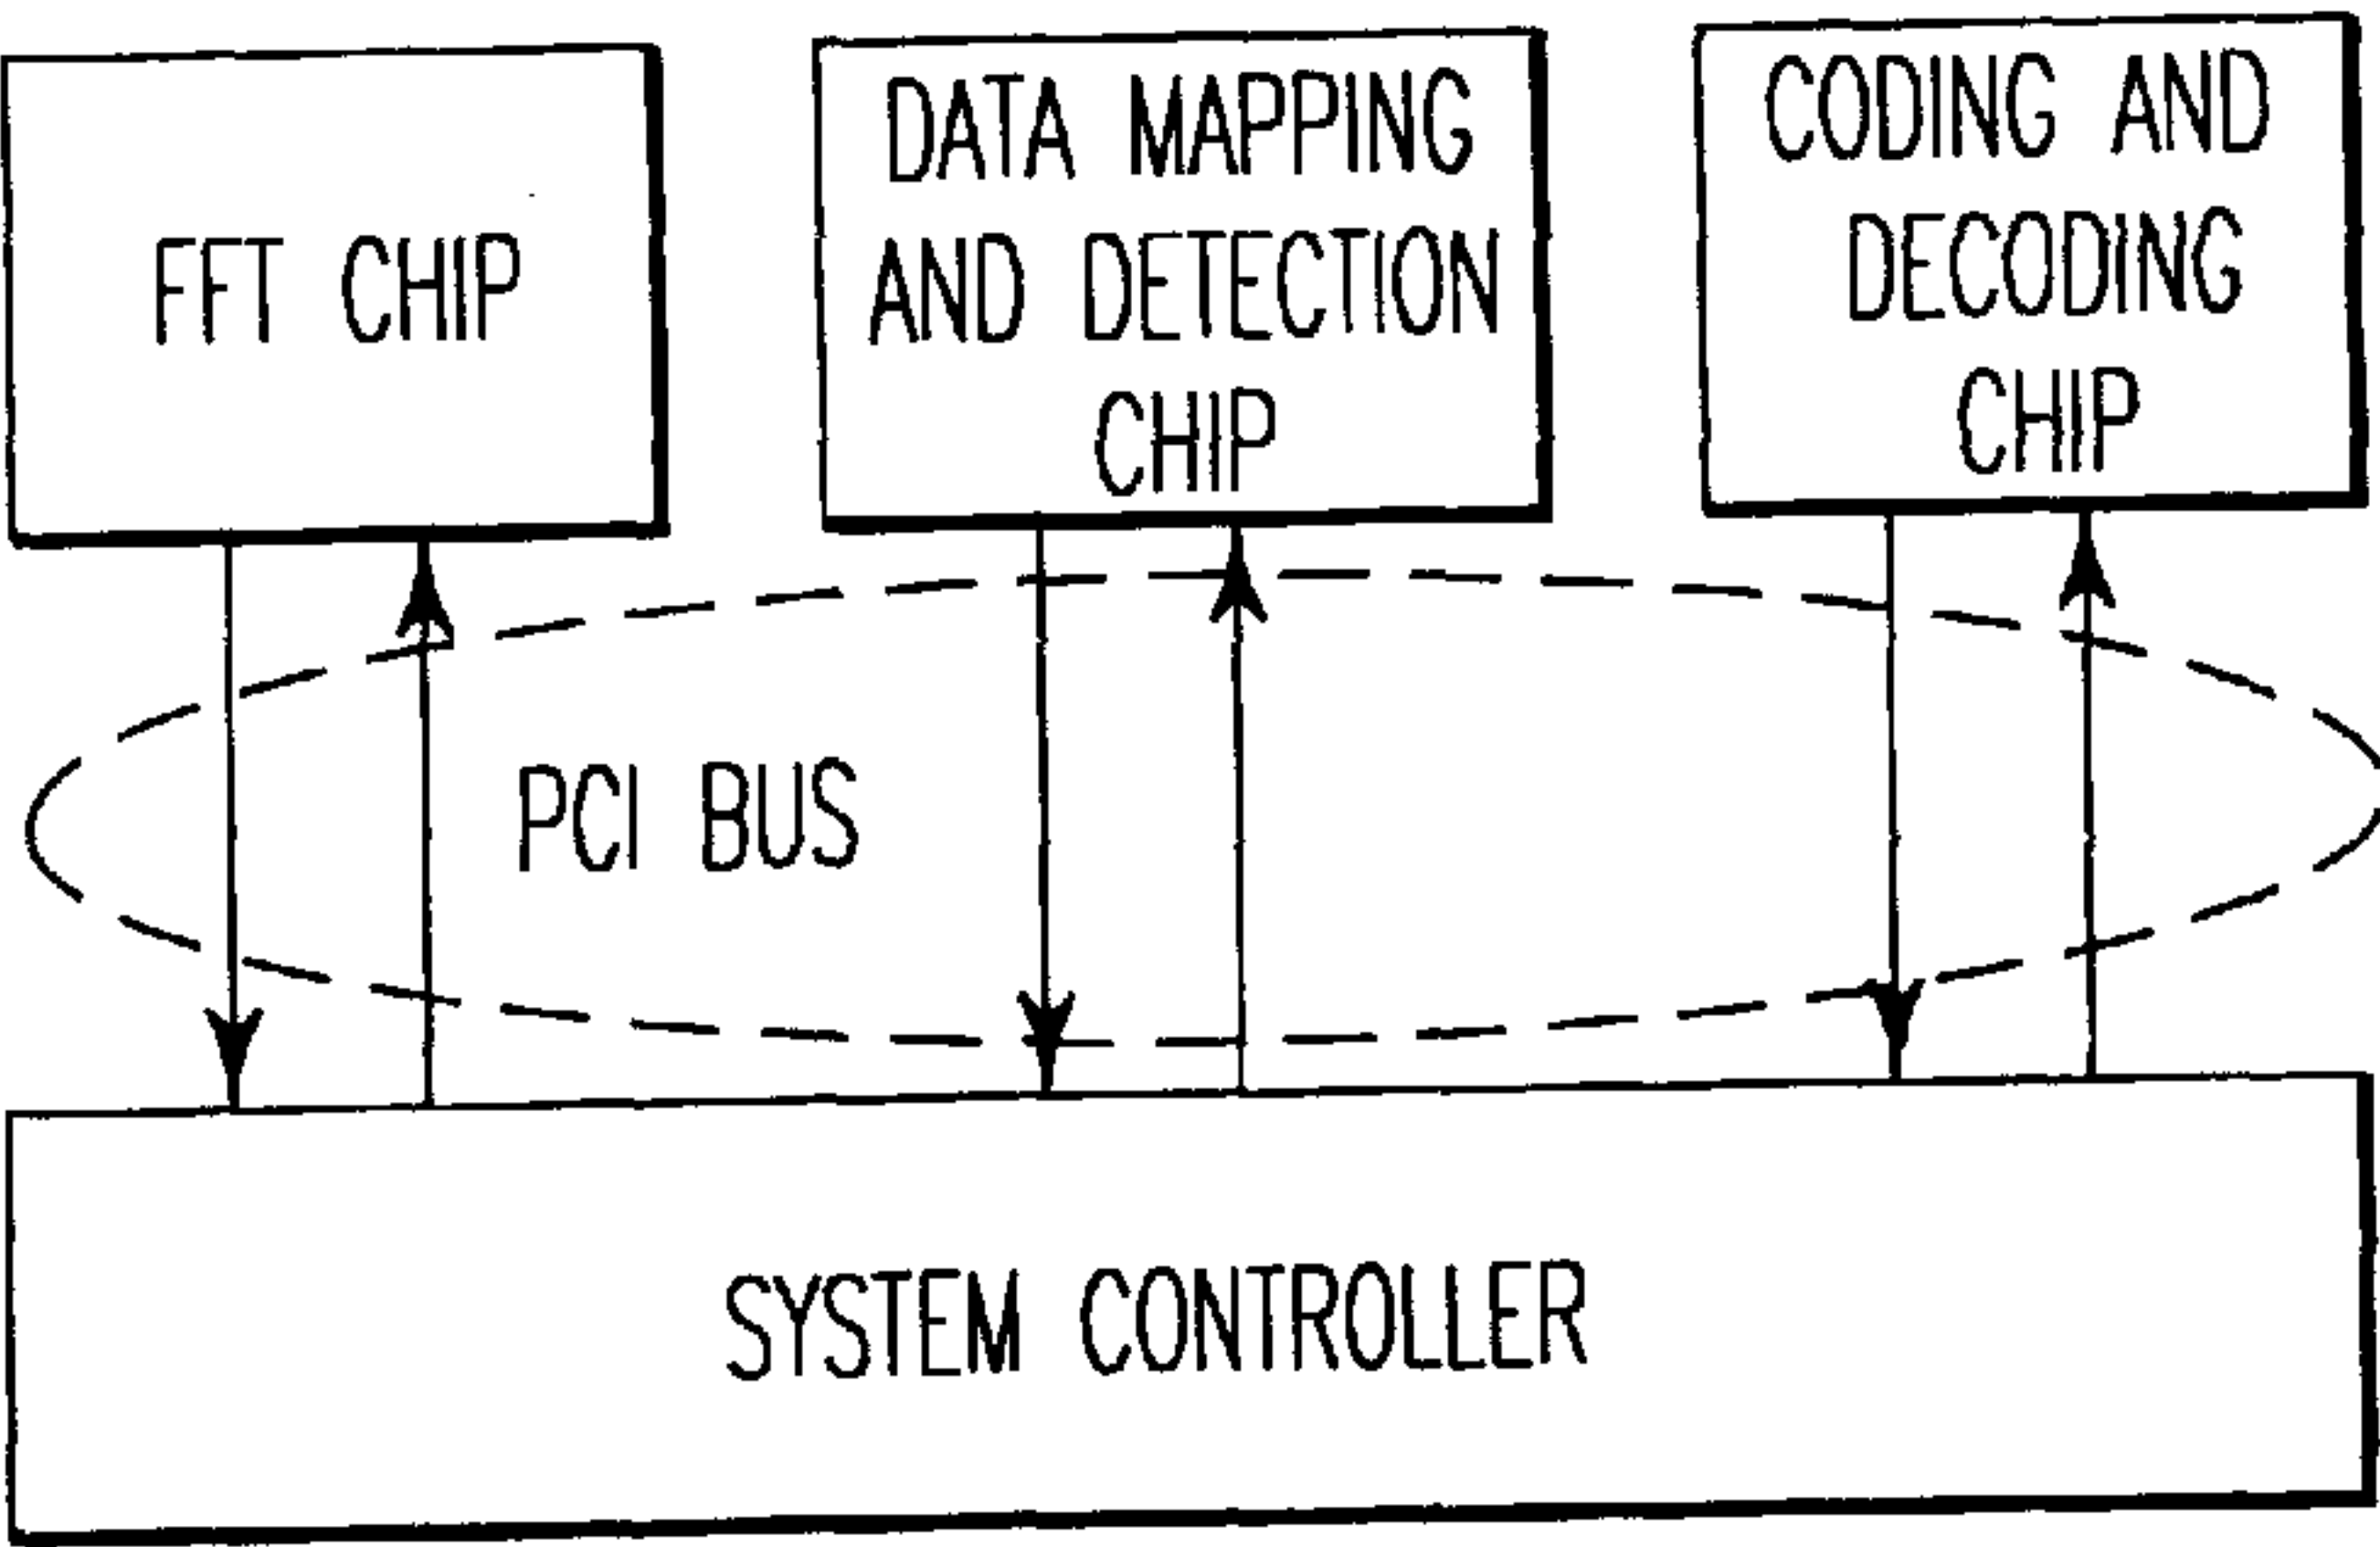 FFT CHIP
DATA MAPPING
AND DETECTION
CHIP
CODING AND
DECODING
CHIP
PCI BUS
SYSTEM CONTROLLER